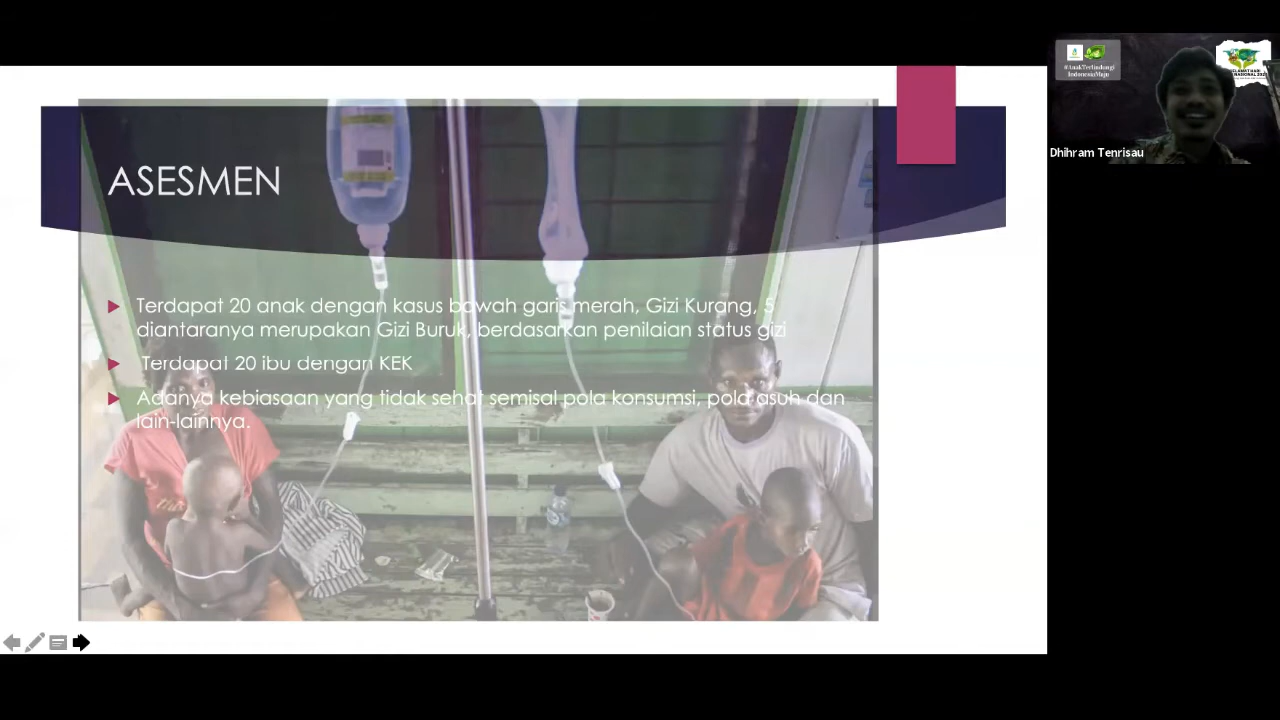 ASESMEN
Terdapat 20 anak dengan kasus bawah garis merah, Gizi Kurang, 5
diantaranya merupakan Gizi Buruk, berdasarkan penilaian status gizi
Terdapat 20 ibu dengan KEK
Adanya kebiasaan yang tidak sehat semisal pola konsumsi, pola asuh dan
lain-lainnya.
#AnakTerlindungi
IndonesiaMaju
Dhihram Tenrisau